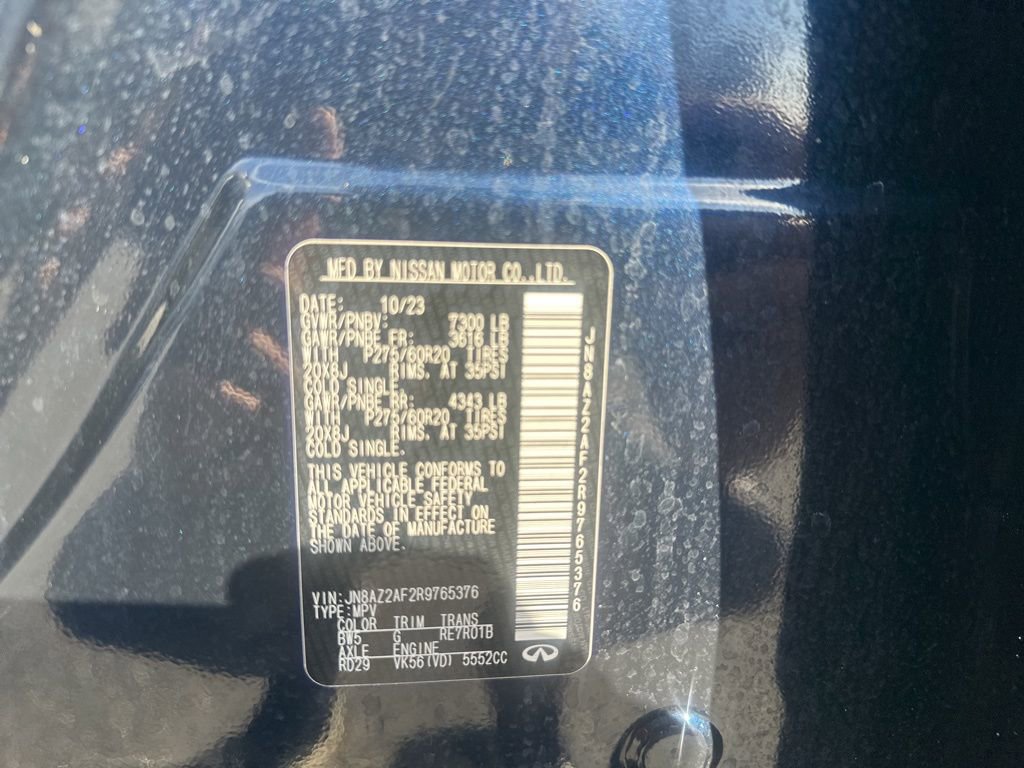 MFD BY NISSAN MOTOR CO.,LTD.
DATE: 10/23
GVWR/PNBV: 7300 LB
GAWR/PNBE FR: 3616 LB
WITH P275/60R20 TIRES
20X8J RIMS, AT 35PSI
COLD SINGLE.
GAWR/PNBE RR: 4343 LB
WITH P275/60R20 TIRES
20X8J RIMS, AT 35PSI
COLD SINGLE.
THIS VEHICLE CONFORMS TO
ALL APPLICABLE FEDERAL
MOTOR VEHICLE SAFETY
STANDARDS IN EFFECT ON
THE DATE OF MANUFACTURE
SHOWN ABOVE.
VIN:JN8AZ2AF2R9765376
TYPE:MPV
COLOR TRIM TRANS
BW5 G RE7R01B
AXLE ENGINE
RD29 VK56(VD) 5552CC
JN8AZ2AF2R9765376